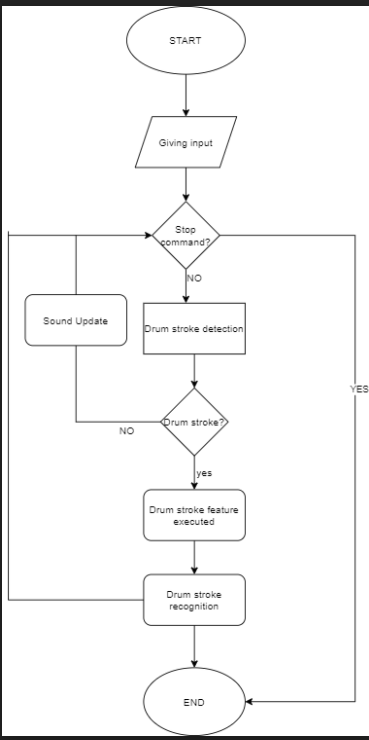 START
Giving input
Stop
command?
NO
Sound Update
Drum stroke detection
YES
Drum stroke?
NO
yes
Drum stroke feature
executed
Drum stroke
recognition
END